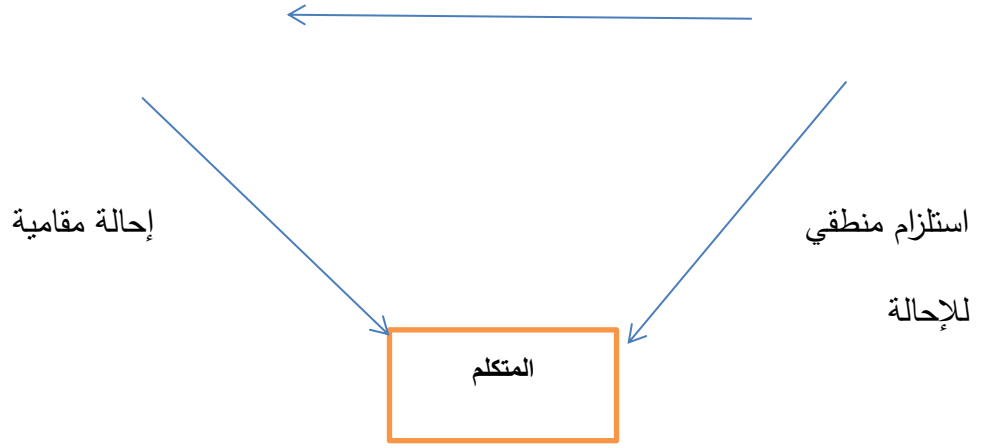 استلزام منطقي
للإحالة
إحالة مقامية
المتكلم